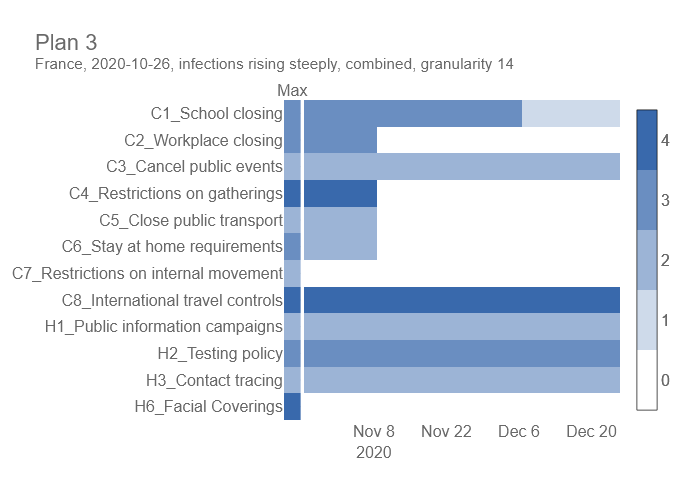 Plan 3
France, 2020-10-26, infections rising steeply, combined, granularity 14
Max
C1_School closing
C2_Workplace closing
C3_Cancel public events
C4_Restrictions on gatherings
C5_Close public transport
C6_Stay at home requirements
C7_Restrictions on internal movement
C8_International travel controls
H1_Public information campaigns
H2_Testing policy
H3_Contact tracing
H6_Facial Coverings
Nov 8 Nov 22 Dec 6 Dec 20
2020
4
3
2
1
0